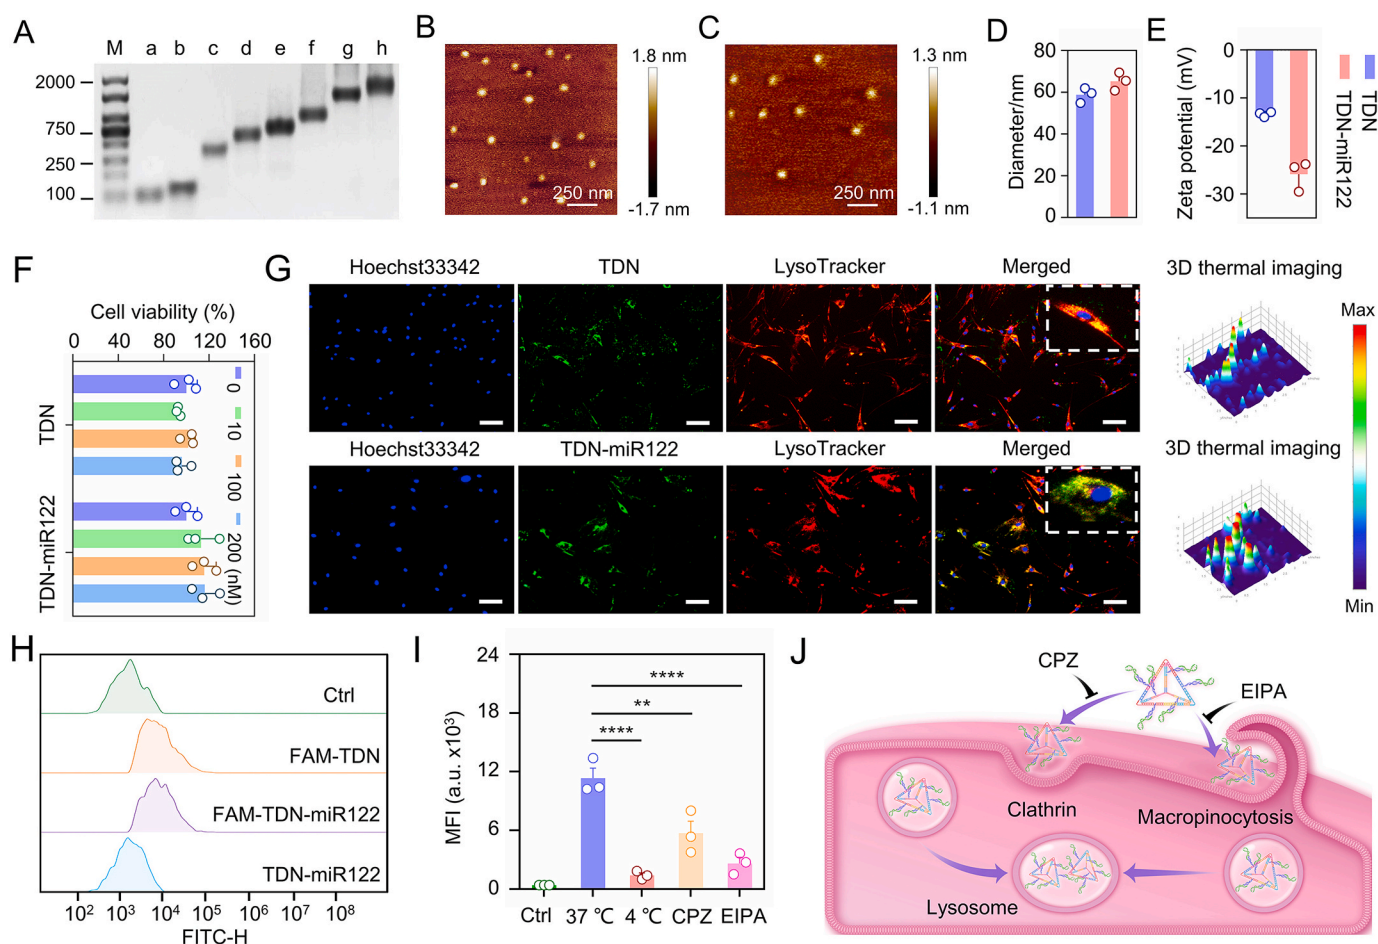 A
M a b c d e f g h
2000
750
250
100
B
1.8 nm
250 nm
-1.7 nm
C
1.3 nm
250 nm
-1.1 nm
D
80
60
40
20
0
Diameter/nm
E
0
-10
-20
-30
Zeta potential (mV)
TDN
TDN-miR122
F
Cell viability (%)
0 40 80 120 160
TDN
TDN-miR122
0
10
100
200 (nM)
G
Hoechst33342 TDN LysoTracker Merged 3D thermal imaging
Hoechst33342 TDN-miR122 LysoTracker Merged 3D thermal imaging
Max
Min
H
Ctrl
FAM-TDN
FAM-TDN-miR122
TDN-miR122
10² 10³ 10⁴ 10⁵ 10⁶ 10⁷ 10⁸
FITC-H
I
24
18
12
6
0
MFI (a.u. x10³)
****
**
****
Ctrl 37 ℃ 4 ℃ CPZ EIPA
J
CPZ
EIPA
Clathrin
Macropinocytosis
Lysosome